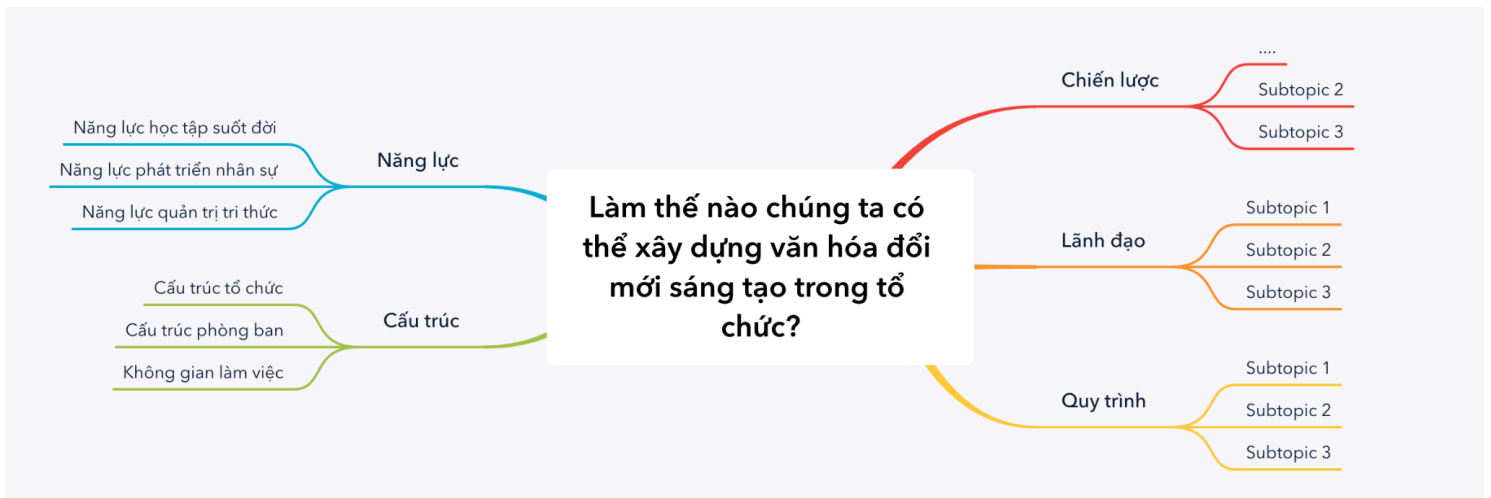 Làm thế nào chúng ta có
thể xây dựng văn hóa đổi
mới sáng tạo trong tổ
chức?
Chiến lược
....
Subtopic 2
Subtopic 3
Lãnh đạo
Subtopic 1
Subtopic 2
Subtopic 3
Quy trình
Subtopic 1
Subtopic 2
Subtopic 3
Năng lực
Năng lực học tập suốt đời
Năng lực phát triển nhân sự
Năng lực quản trị tri thức
Cấu trúc
Cấu trúc tổ chức
Cấu trúc phòng ban
Không gian làm việc